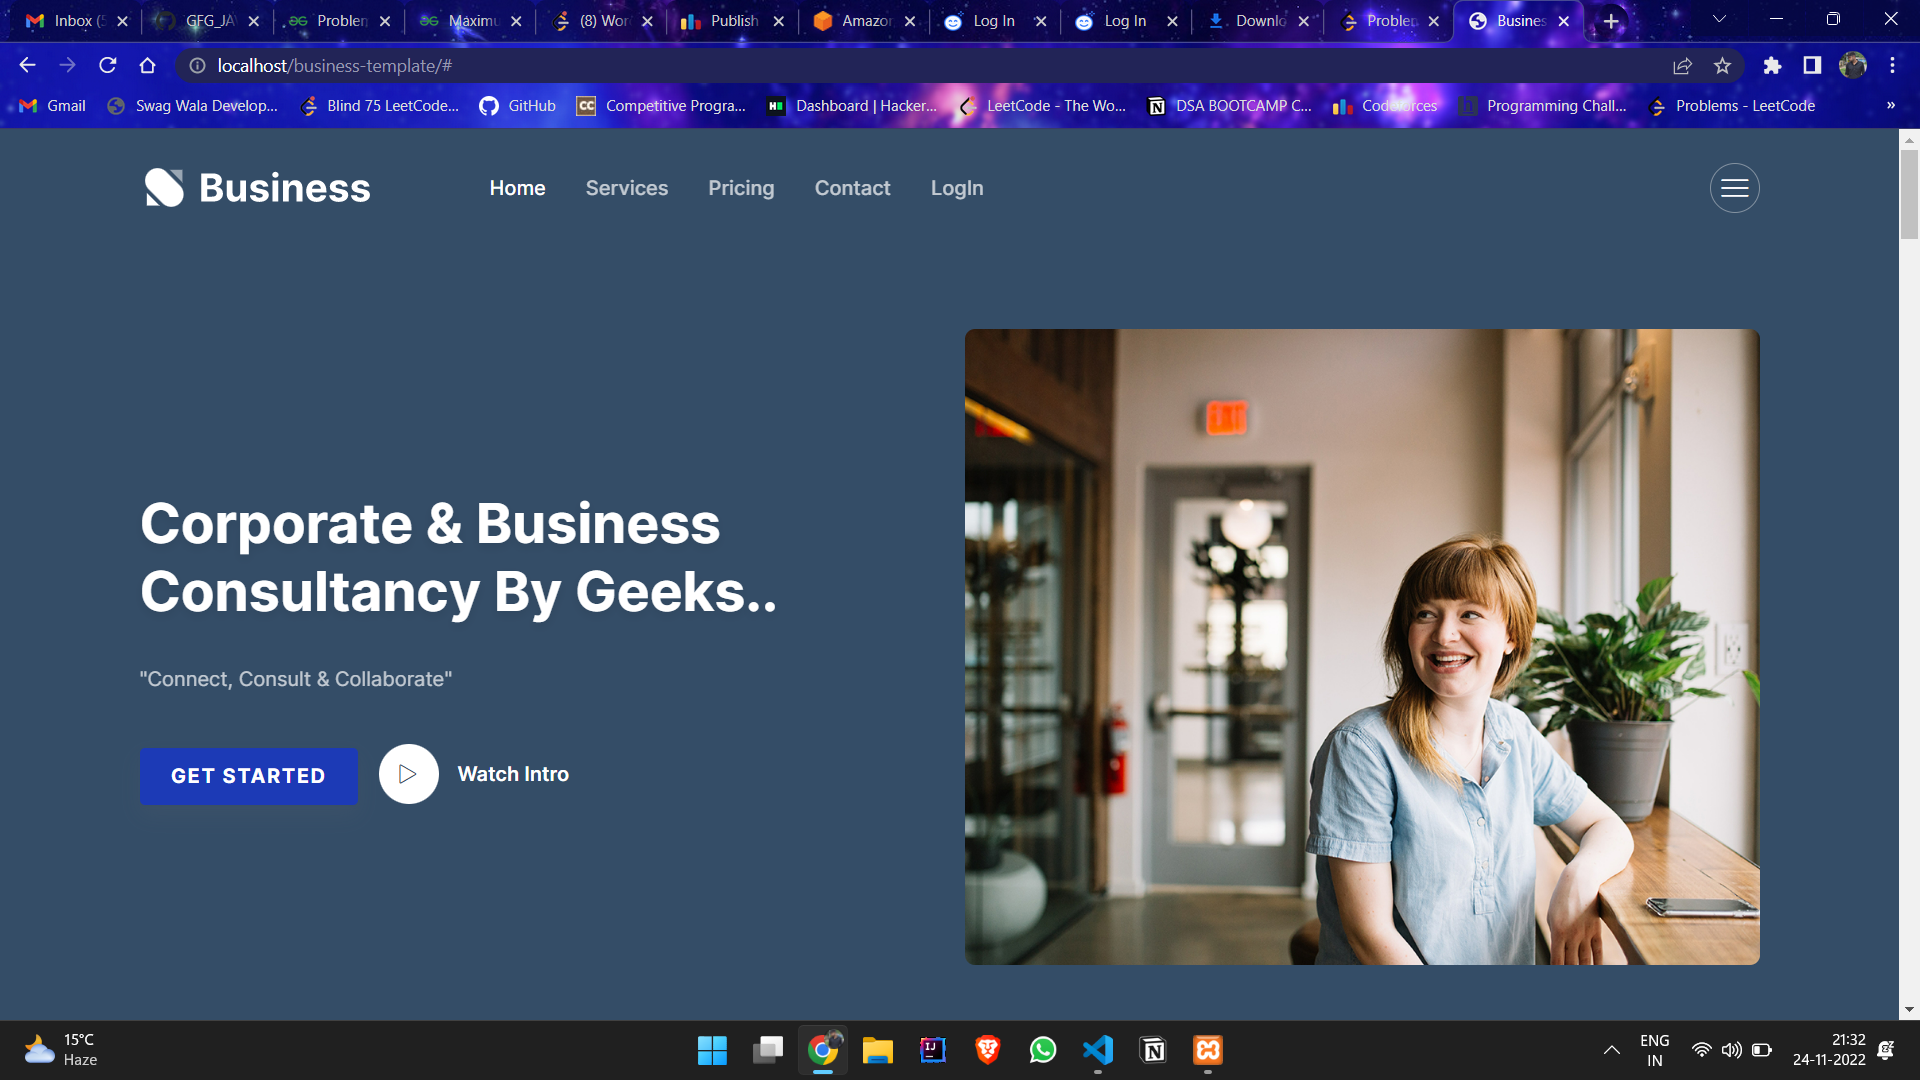 Inbox (5
GFG_JAV
Problem
Maximu
(8) Wor
Publish
Amazon
Log In
Log In
Downlo
Problem
Busines
localhost/business-template/#
Gmail
Swag Wala Develop...
Blind 75 LeetCode...
GitHub
CC
Competitive Progra...
Dashboard | Hacker...
LeetCode - The Wo...
DSA BOOTCAMP C...
Codeforces
Programming Chall...
Problems - LeetCode
»
Business
Home
Services
Pricing
Contact
LogIn
EXIT
Corporate & Business
Consultancy By Geeks..
"Connect, Consult & Collaborate"
GET STARTED
Watch Intro
15°C
Haze
ENG
IN
21:32
24-11-2022